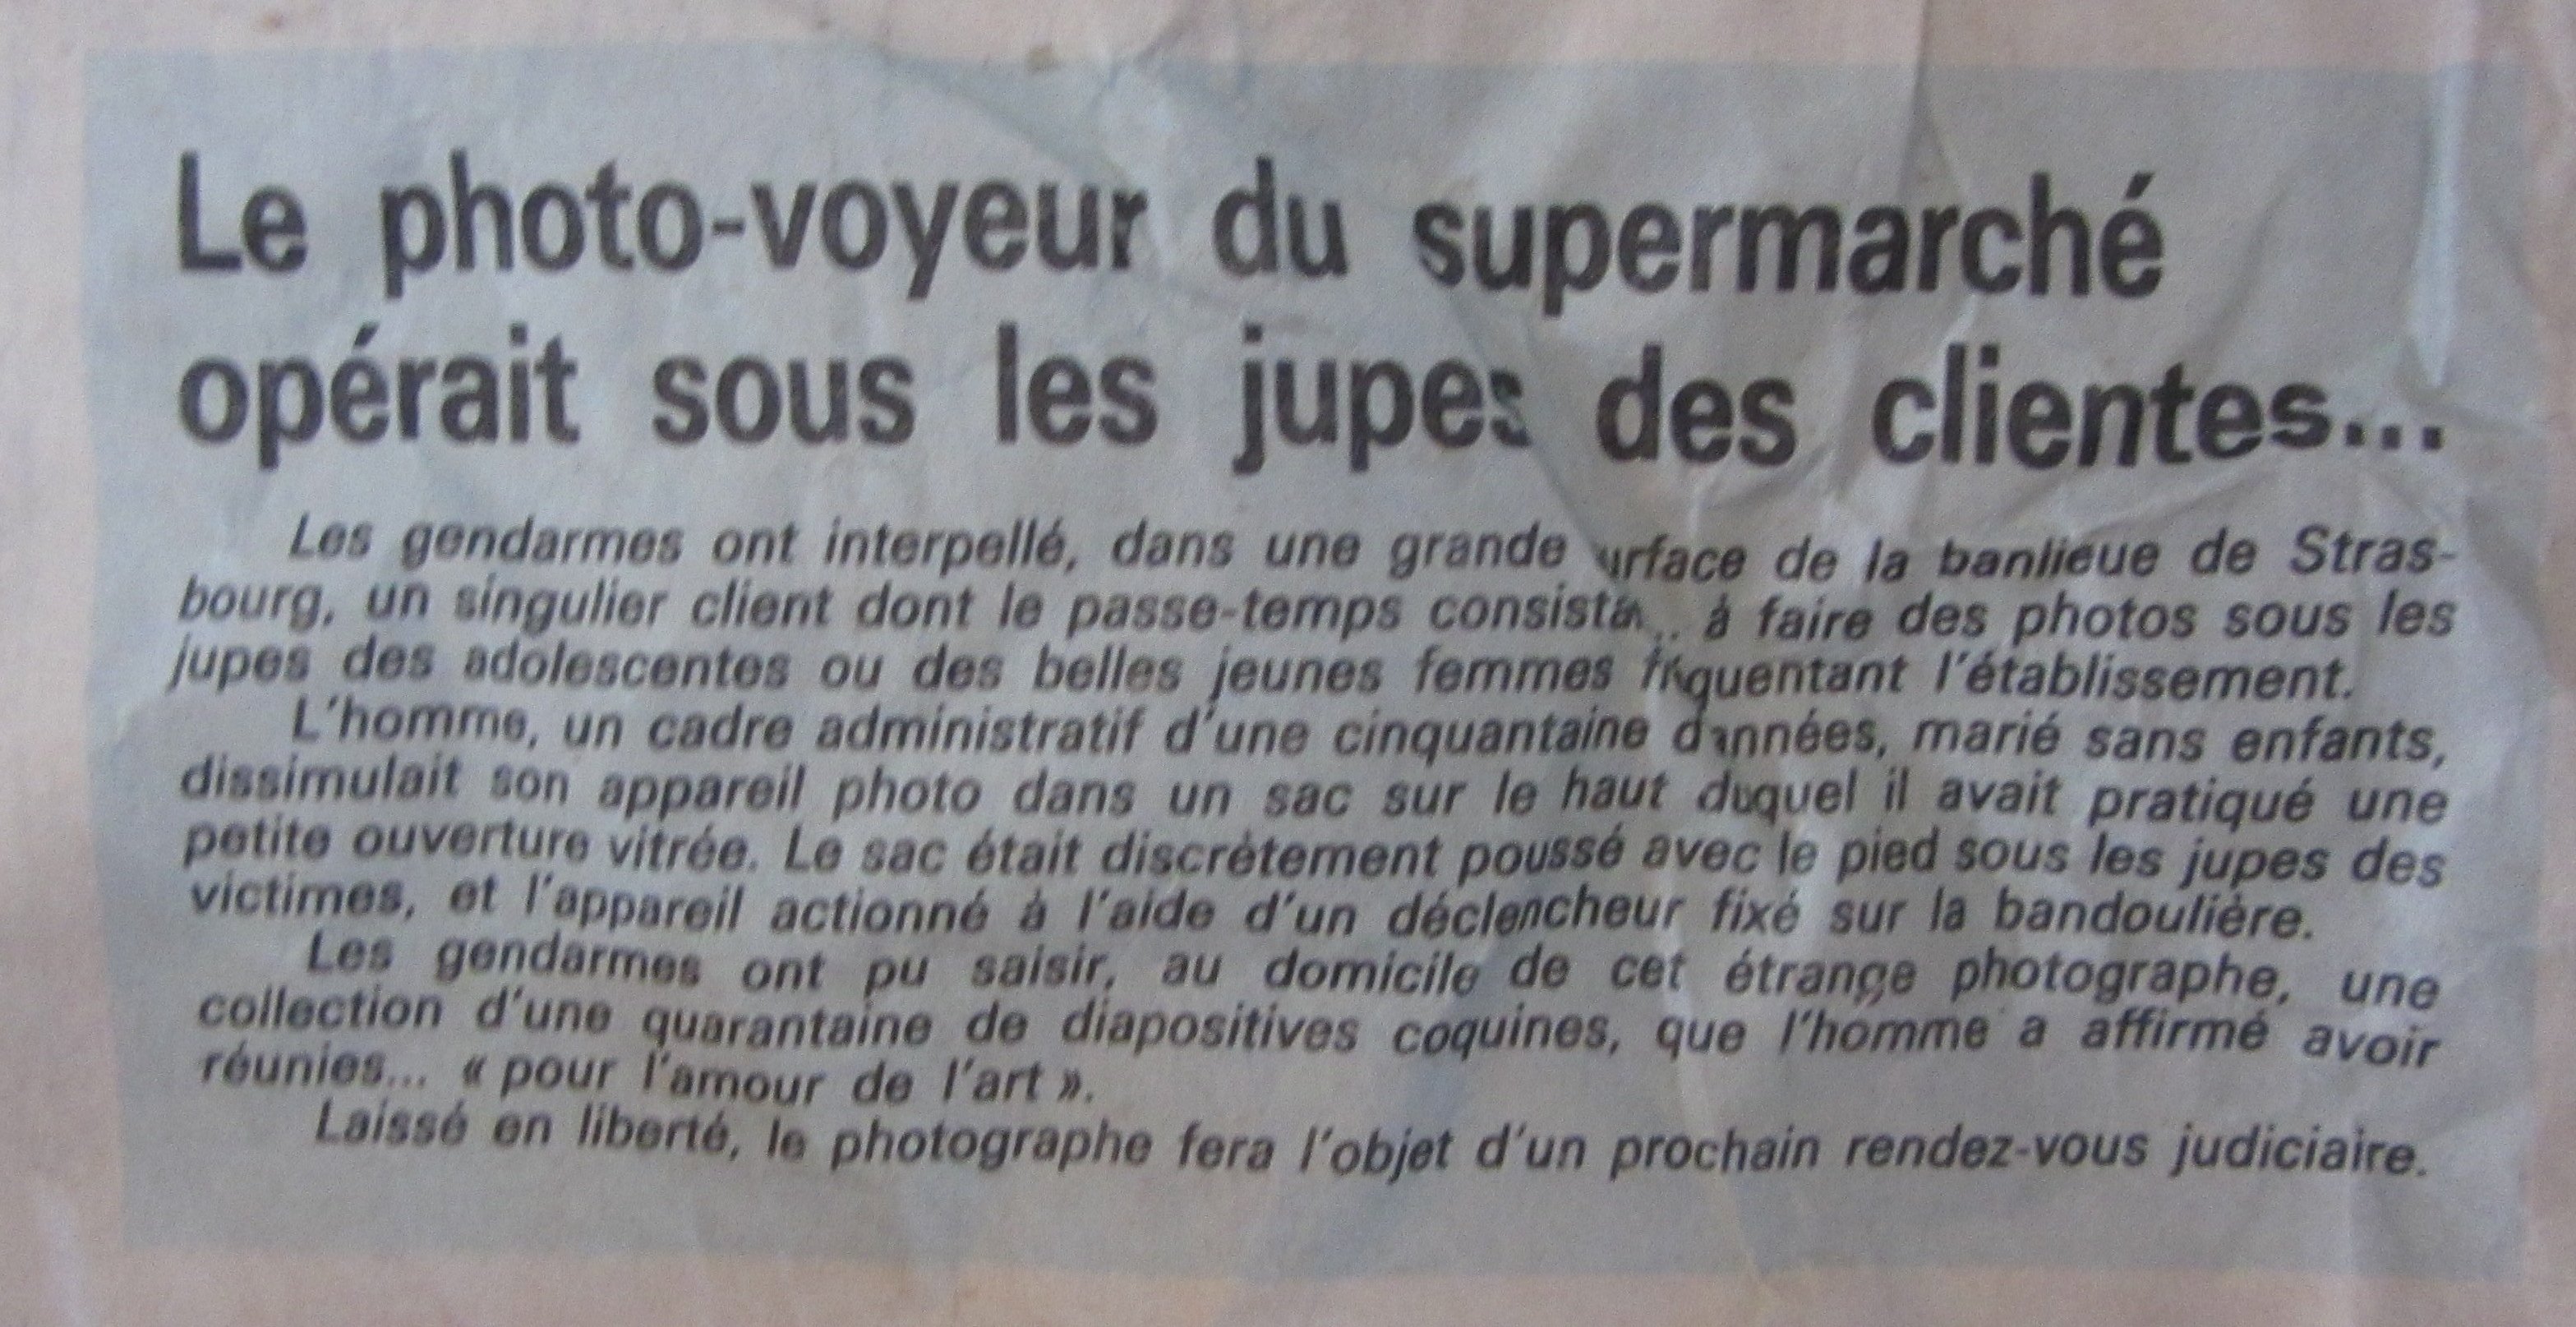 Le photo-voyeur du supermarché
opérait sous les jupes des clientes...
Les gendarmes ont interpellé, dans une grande urface de la banlieue de Stras-
bourg, un singulier client dont le passe-temps consista.. à faire des photos sous les
jupes des adolescentes ou des belles jeunes femmes fréquentant l'établissement.
L'homme, un cadre administratif d'une cinquantaine d'années, marié sans enfants,
dissimulait son appareil photo dans un sac sur le haut duquel il avait pratiqué une
petite ouverture vitrée. Le sac était discrètement poussé avec le pied sous les jupes des
victimes, et l'appareil actionné à l'aide d'un déclencheur fixé sur la bandoulière.
Les gendarmes ont pu saisir, au domicile de cet étrange photographe, une
collection d'une quarantaine de diapositives coquines, que l'homme a affirmé avoir
réunies... « pour l'amour de l'art ».
Laissé en liberté, le photographe fera l'objet d'un prochain rendez-vous judiciaire.